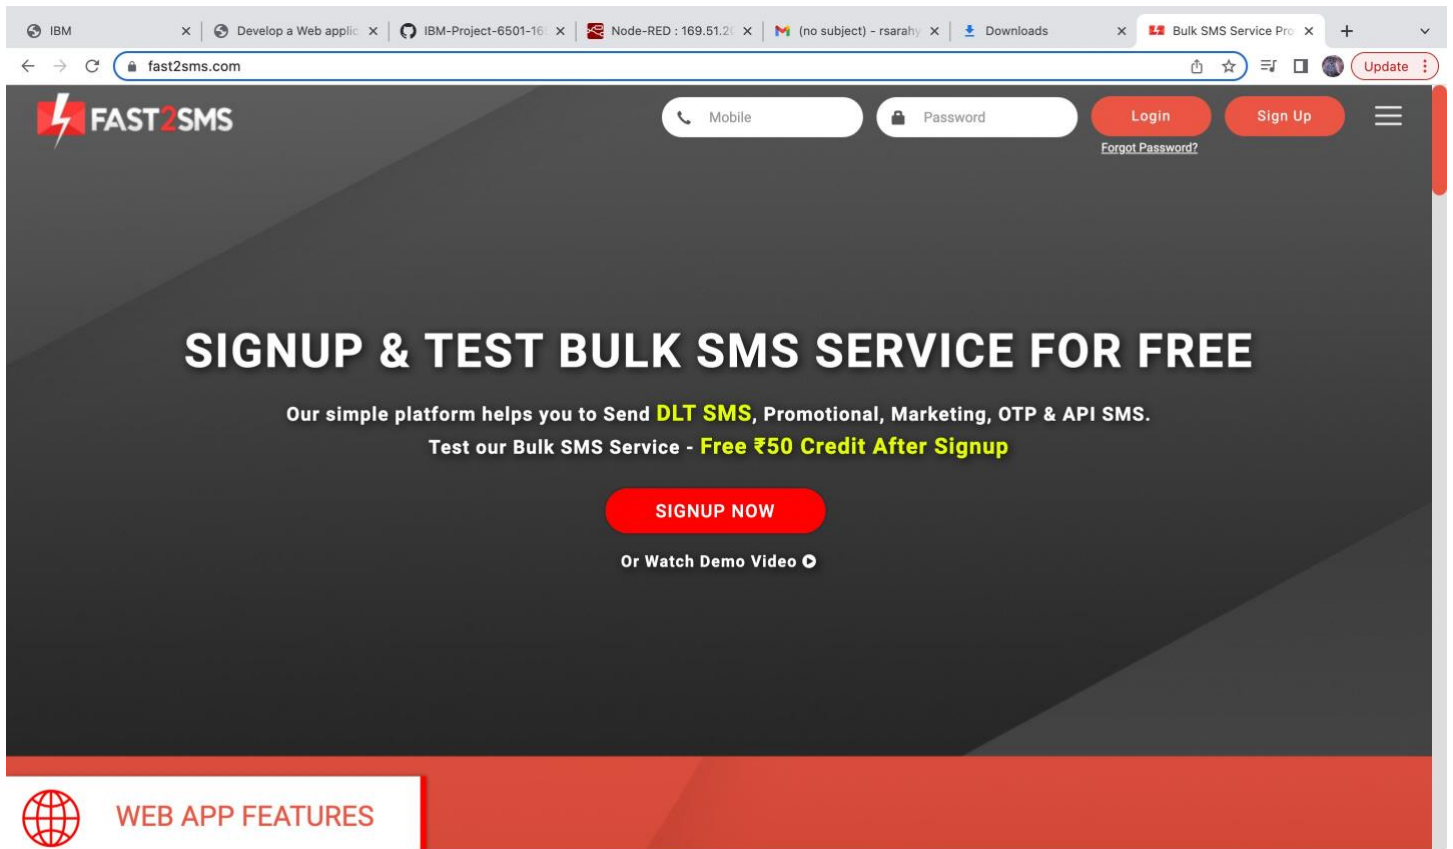 IBM
Develop a Web applic
IBM-Project-6501-16
Node-RED : 169.51.2
(no subject) - rsarahy
Downloads
Bulk SMS Service Pro
fast2sms.com
Update
FAST2SMS
Mobile
Password
Login
Sign Up
Forgot Password?
SIGNUP & TEST BULK SMS SERVICE FOR FREE
Our simple platform helps you to Send DLT SMS, Promotional, Marketing, OTP & API SMS.
Test our Bulk SMS Service - Free ₹50 Credit After Signup
SIGNUP NOW
Or Watch Demo Video
WEB APP FEATURES